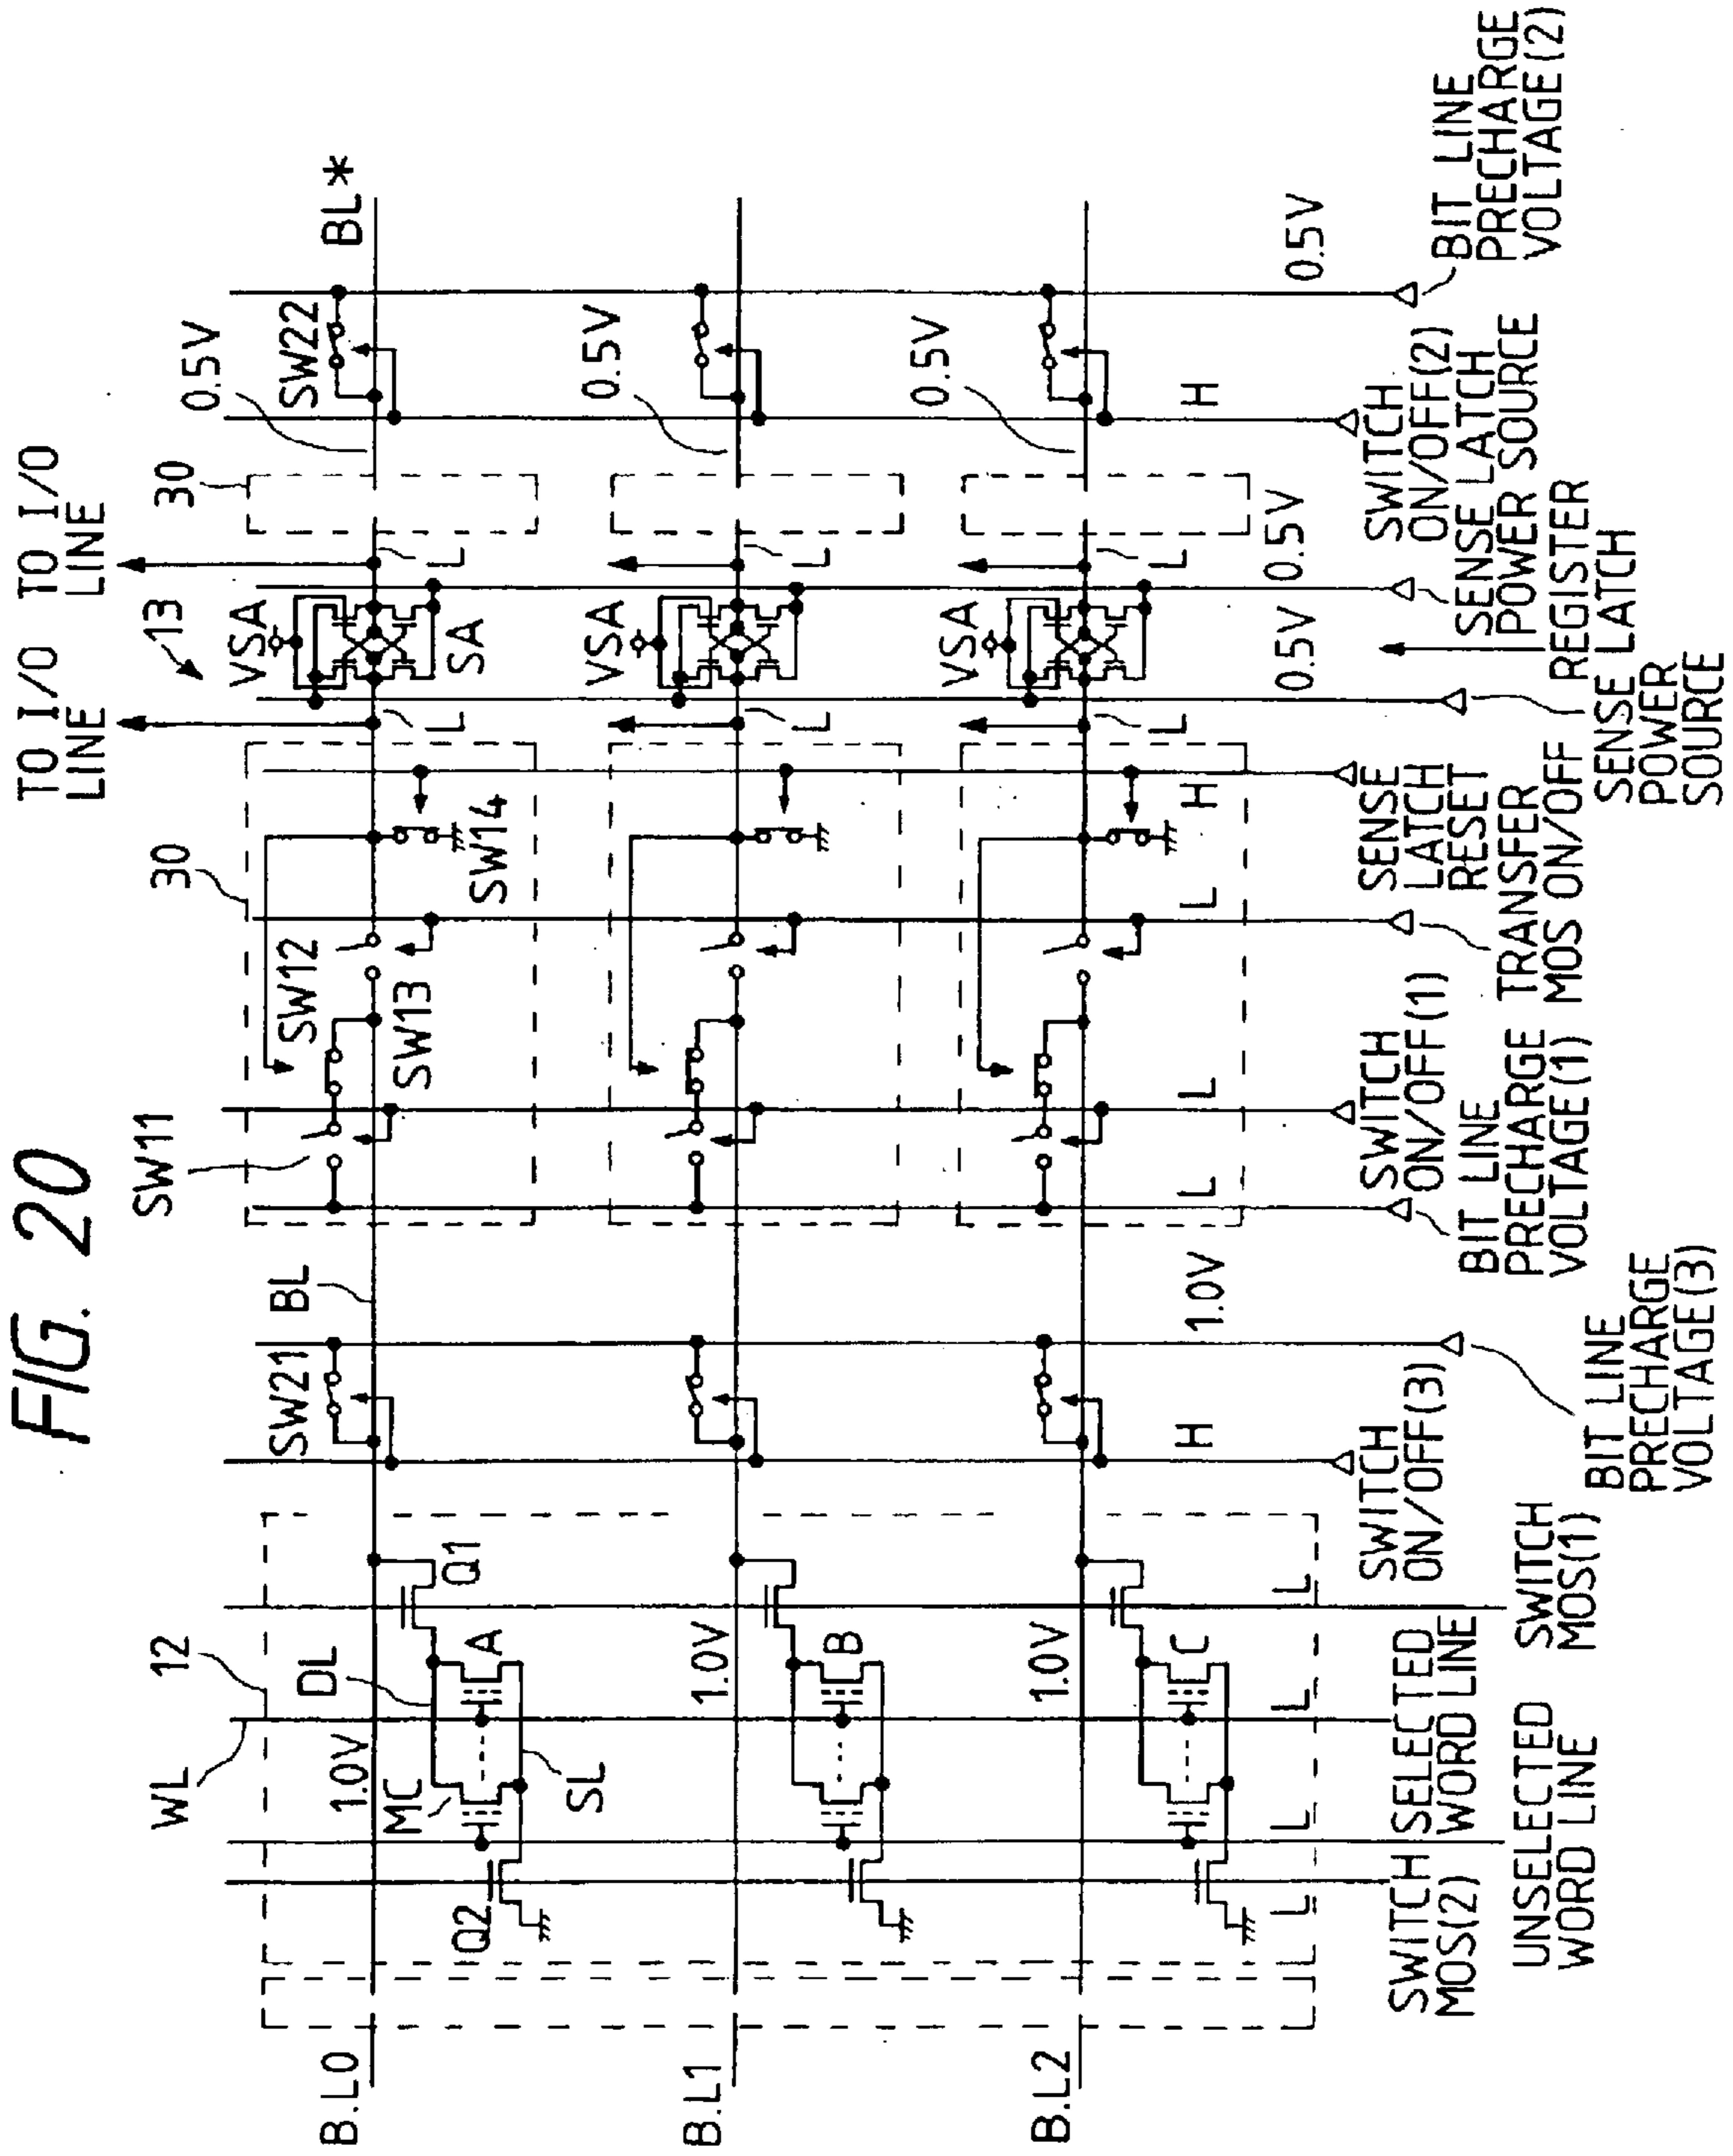 FIG. 20
TO I/O
LINE
TO I/O
LINE
13
30
30
SW11
12
WL
B.L0
1.0V
DL
MC
A
Q1
Q2
SL
SW21
BL
SW12
SW13
SW14
VSA
SA
L
L
0.5V
SW22
BL*
B.L1
1.0V
B
VSA
L
L
0.5V
B.L2
1.0V
C
VSA
L
L
0.5V
L
L
L
L
H
1.0V
L
L
L
H
0.5V
0.5V
H
0.5V
SWITCH
MOS(2)
UNSELECTED
WORD LINE
SELECTED
WORD LINE
SWITCH
MOS(1)
SWITCH
ON/OFF(3)
BIT LINE
PRECHARGE
VOLTAGE(3)
BIT LINE
PRECHARGE
VOLTAGE(1)
SWITCH
ON/OFF(1)
TRANSFER
MOS ON/OFF
SENSE
LATCH
RESET
SENSE LATCH
POWER
SOURCE
REGISTER
SENSE LATCH
POWER SOURCE
SWITCH
ON/OFF(2)
BIT LINE
PRECHARGE
VOLTAGE(2)